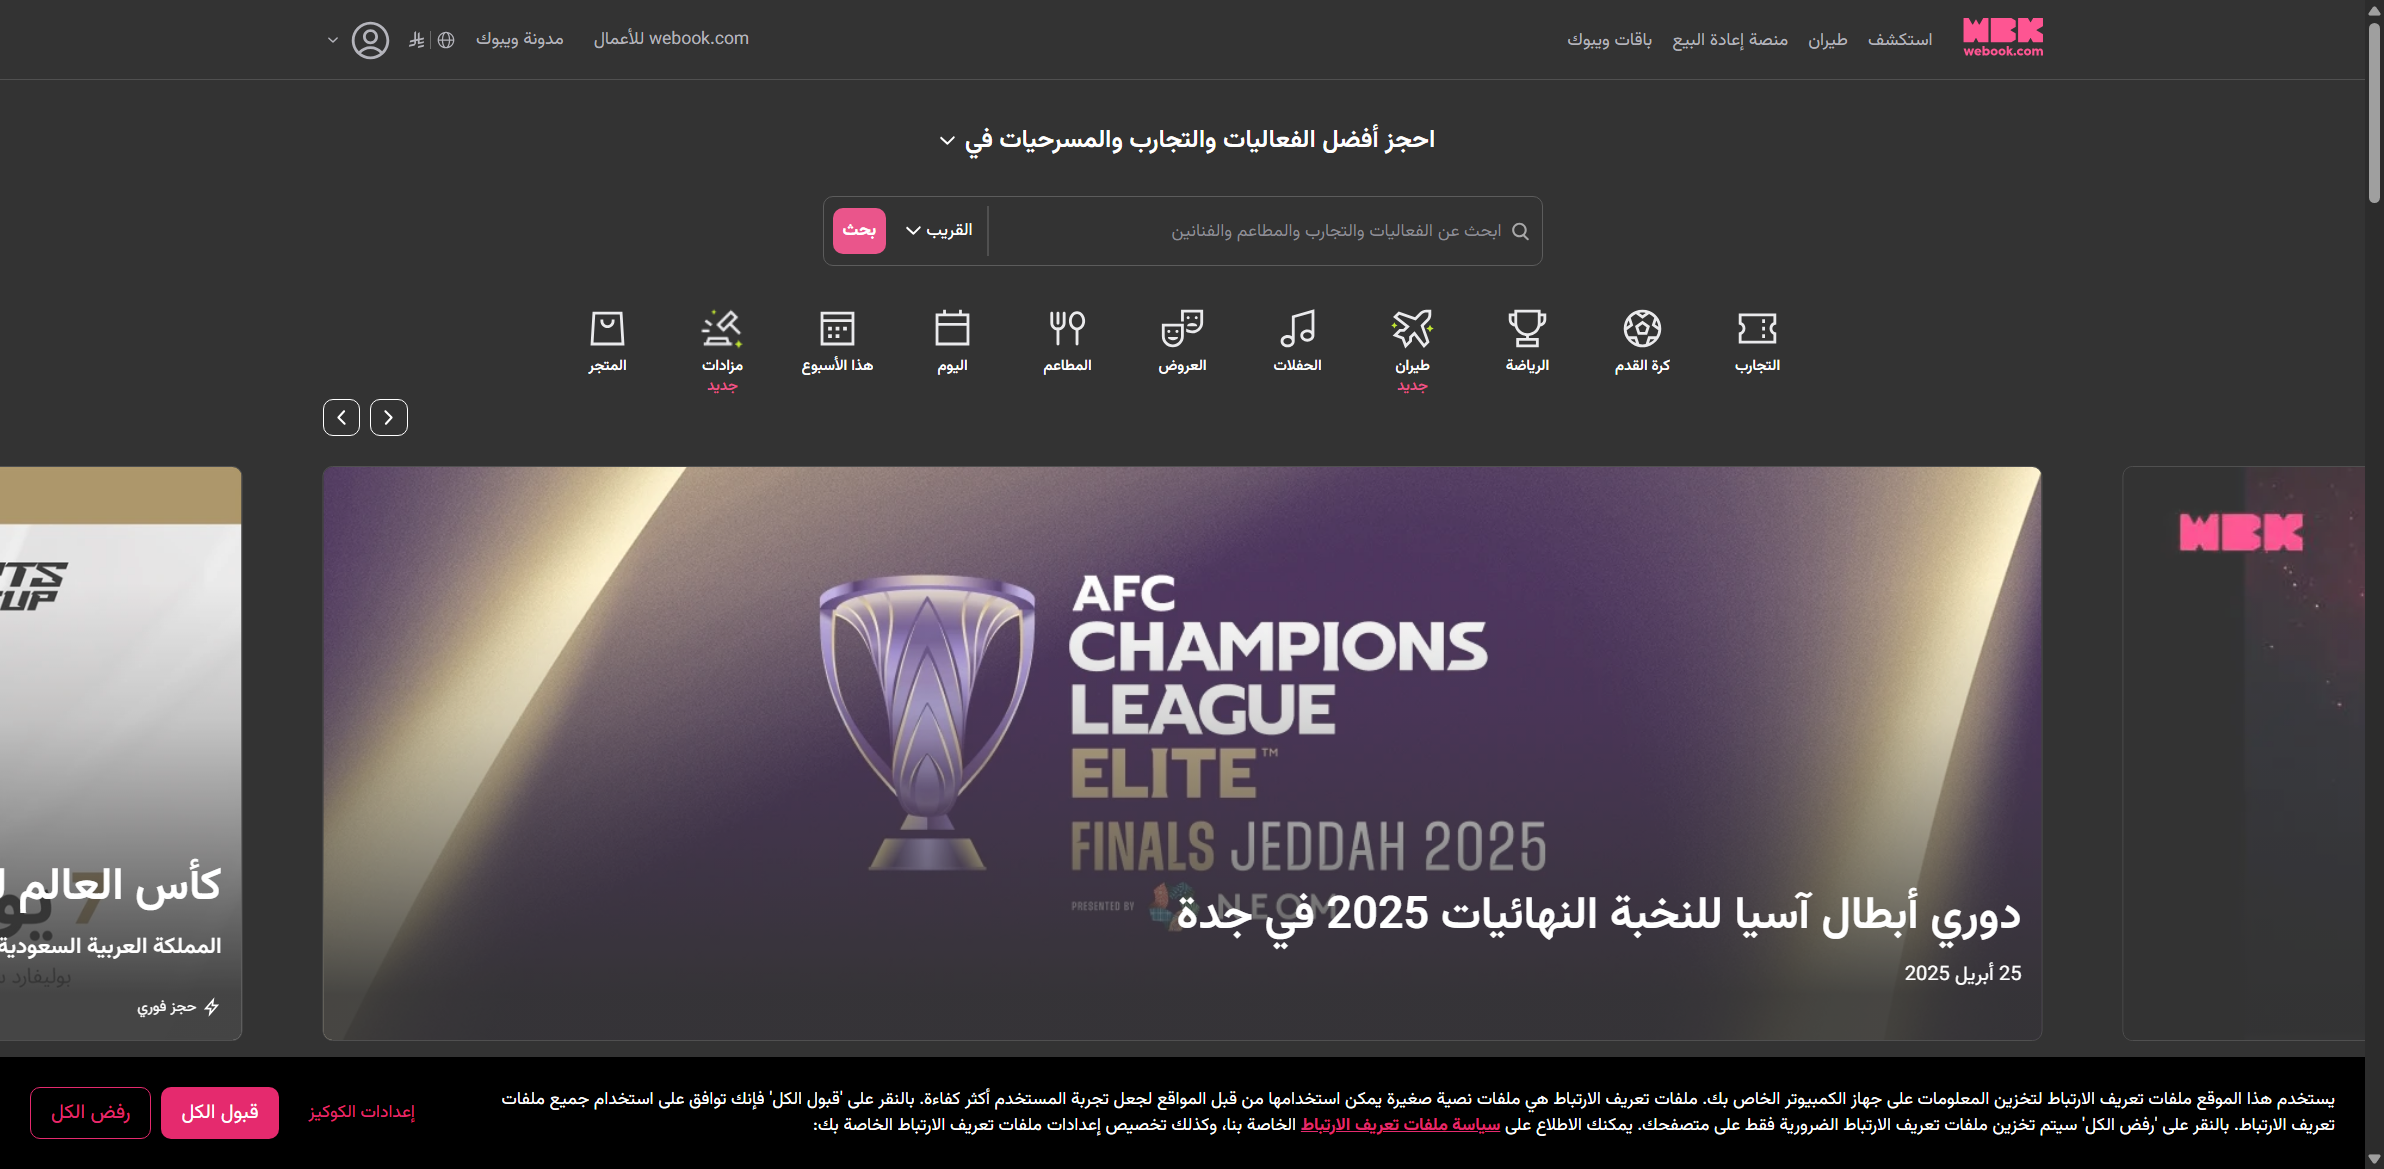 WBK
webook.com
استكشف
طيران
منصة إعادة البيع
باقات ويبوك
webook.com للأعمال
مدونة ويبوك
احجز أفضل الفعاليات والتجارب والمسرحيات في
ابحث عن الفعاليات والتجارب والمطاعم والفنانين
القريب
بحث
التجارب
كرة القدم
الرياضة
طيران
جديد
الحفلات
العروض
المطاعم
اليوم
هذا الأسبوع
مزادات
جديد
المتجر
WBK
AFC
CHAMPIONS
LEAGUE
ELITE™
FINALS JEDDAH 2025
PRESENTED BY NEOM
دوري أبطال آسيا للنخبة النهائيات 2025 في جدة
25 أبريل 2025
كأس العالم
المملكة العربية السعودية
بوليفارد
حجز فوري
يستخدم هذا الموقع ملفات تعريف الارتباط لتخزين المعلومات على جهاز الكمبيوتر الخاص بك. ملفات تعريف الارتباط هي ملفات نصية صغيرة يمكن استخدامها من قبل المواقع لجعل تجربة المستخدم أكثر كفاءة. بالنقر على 'قبول الكل' فإنك توافق على استخدام جميع ملفات
تعريف الارتباط. بالنقر على 'رفض الكل' سيتم تخزين ملفات تعريف الارتباط الضرورية فقط على متصفحك. يمكنك الاطلاع على سياسة ملفات تعريف الارتباط الخاصة بنا، وكذلك تخصيص إعدادات ملفات تعريف الارتباط الخاصة بك:
إعدادات الكوكيز
قبول الكل
رفض الكل